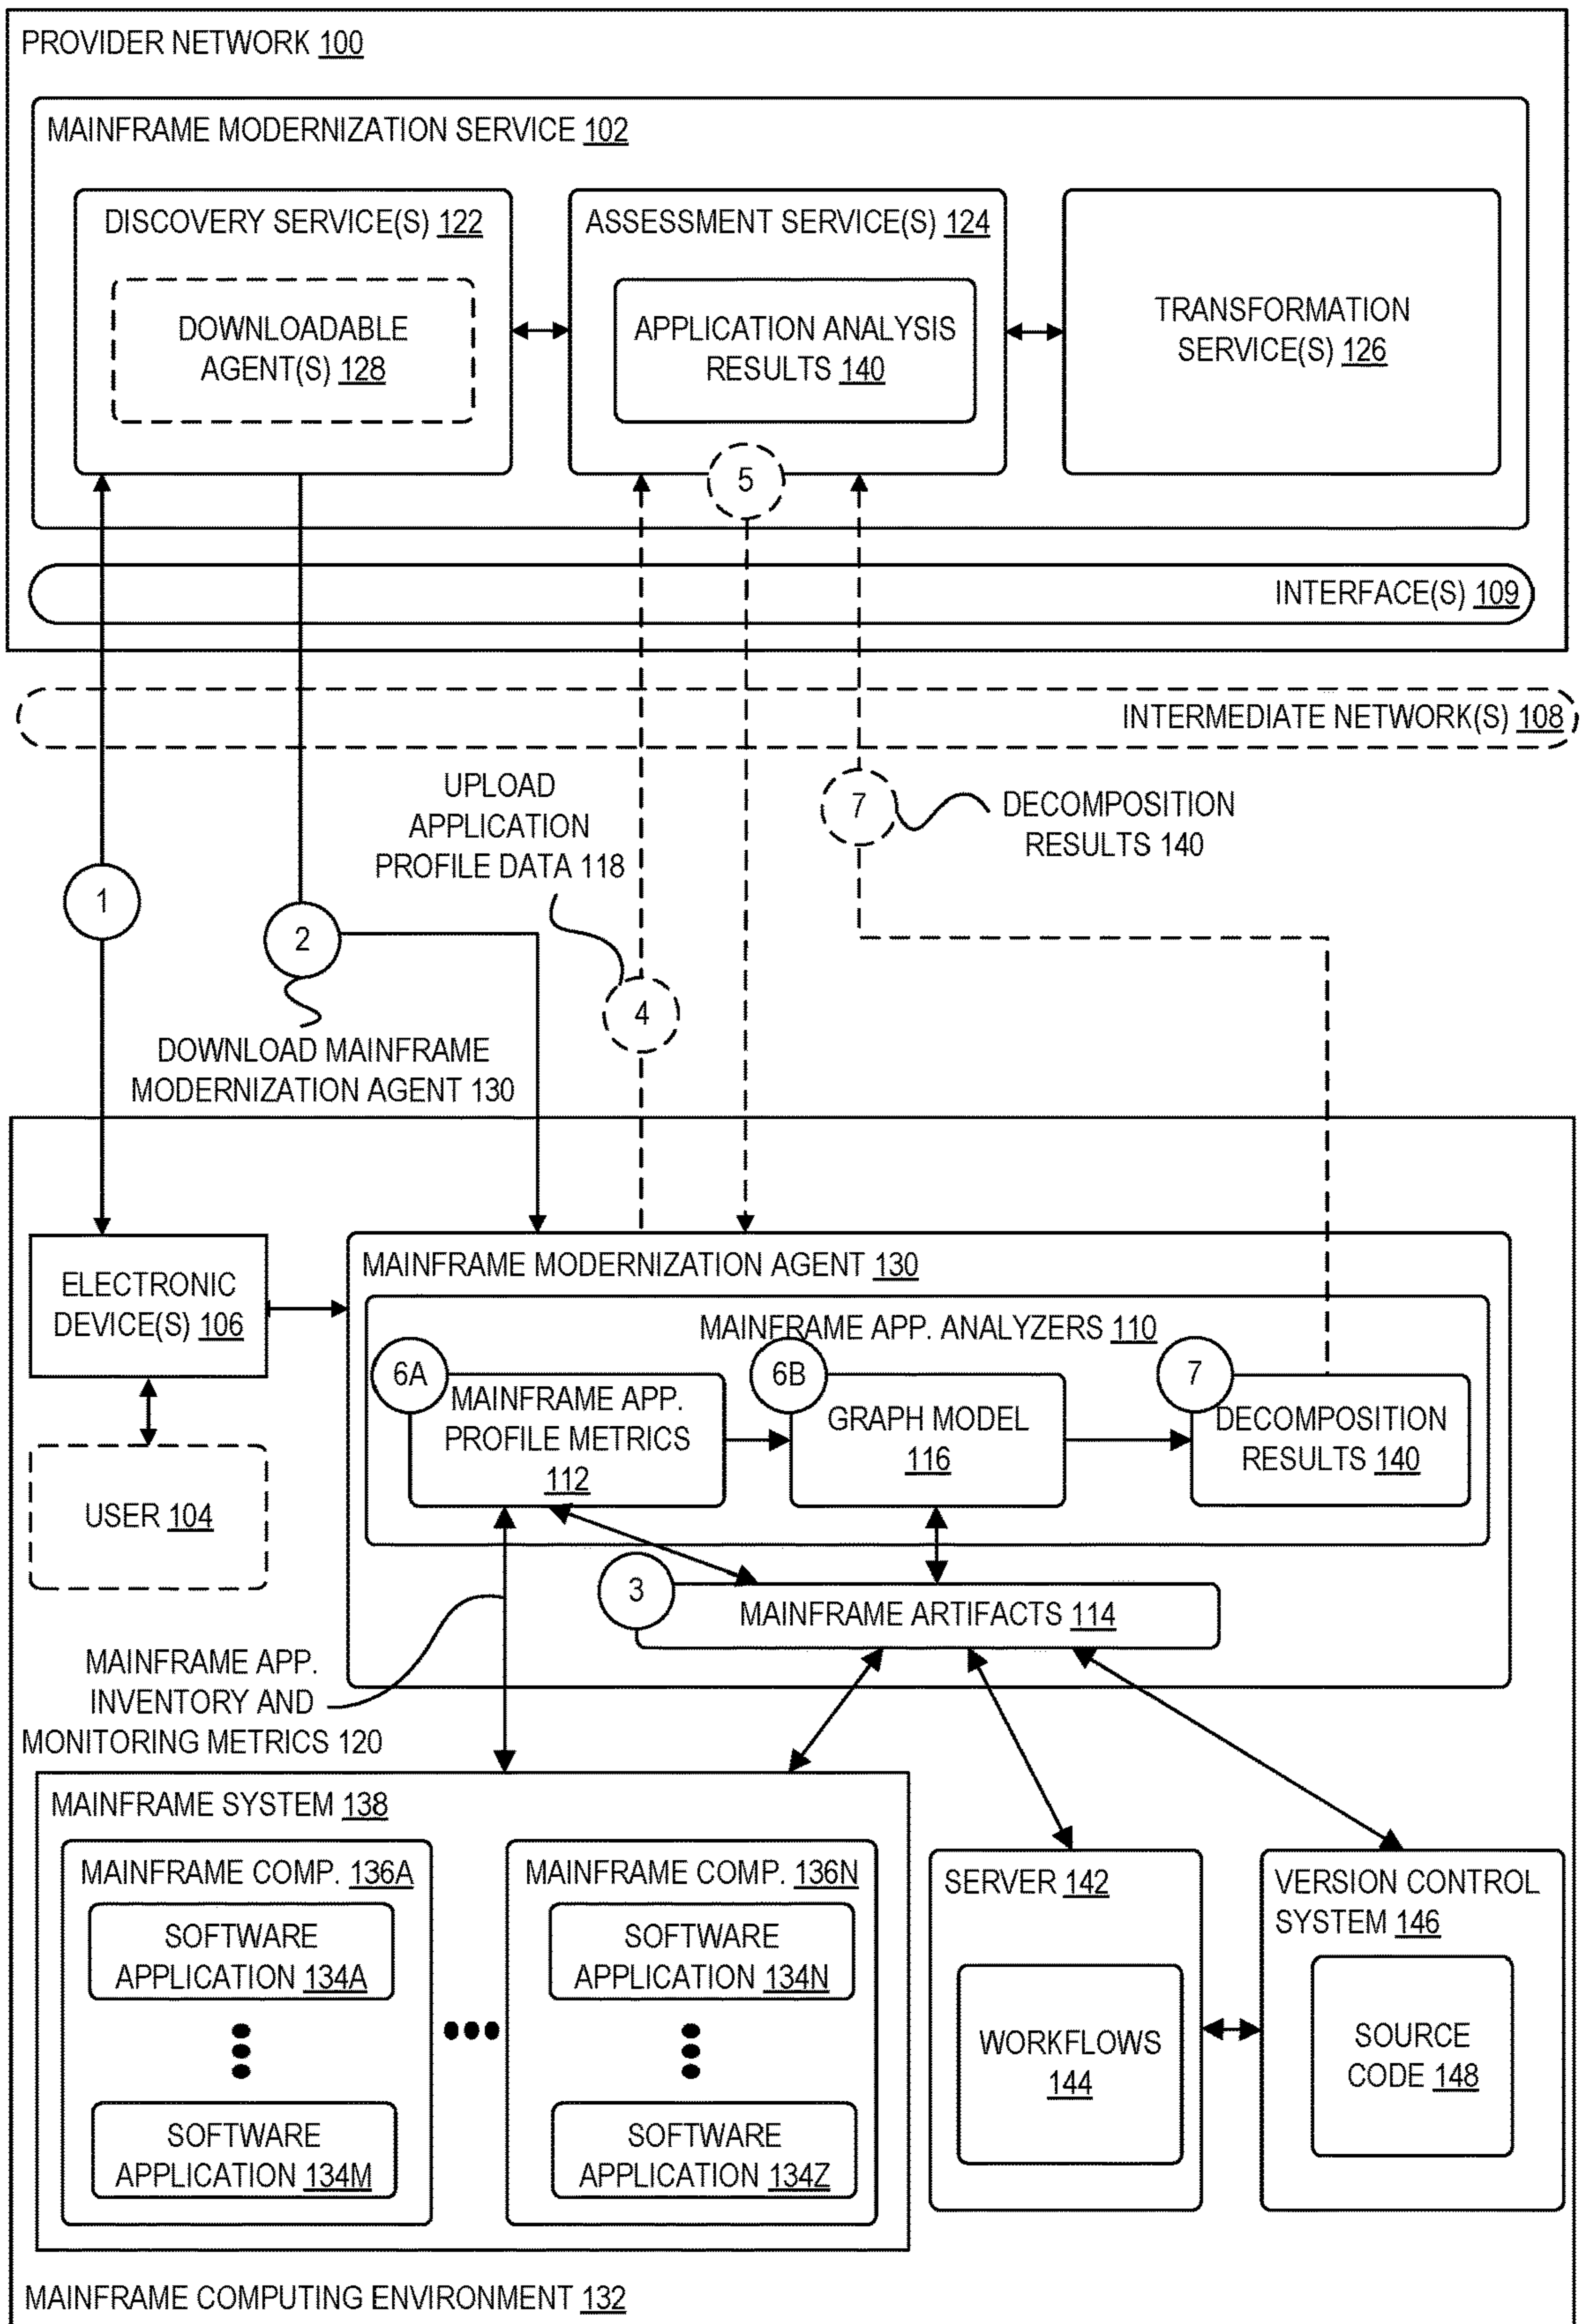 PROVIDER NETWORK 100
MAINFRAME MODERNIZATION SERVICE 102
DISCOVERY SERVICE(S) 122
DOWNLOADABLE
AGENT(S) 128
ASSESSMENT SERVICE(S) 124
APPLICATION ANALYSIS
RESULTS 140
TRANSFORMATION
SERVICE(S) 126
5
INTERFACE(S) 109
INTERMEDIATE NETWORK(S) 108
UPLOAD
APPLICATION
PROFILE DATA 118
7
DECOMPOSITION
RESULTS 140
1
2
4
DOWNLOAD MAINFRAME
MODERNIZATION AGENT 130
ELECTRONIC
DEVICE(S) 106
USER 104
MAINFRAME MODERNIZATION AGENT 130
MAINFRAME APP. ANALYZERS 110
6A
MAINFRAME APP.
PROFILE METRICS
112
6B
GRAPH MODEL
116
7
DECOMPOSITION
RESULTS 140
3
MAINFRAME ARTIFACTS 114
MAINFRAME APP.
INVENTORY AND
MONITORING METRICS 120
MAINFRAME SYSTEM 138
MAINFRAME COMP. 136A
SOFTWARE
APPLICATION 134A
SOFTWARE
APPLICATION 134M
MAINFRAME COMP. 136N
SOFTWARE
APPLICATION 134N
SOFTWARE
APPLICATION 134Z
SERVER 142
WORKFLOWS
144
VERSION CONTROL
SYSTEM 146
SOURCE
CODE 148
MAINFRAME COMPUTING ENVIRONMENT 132